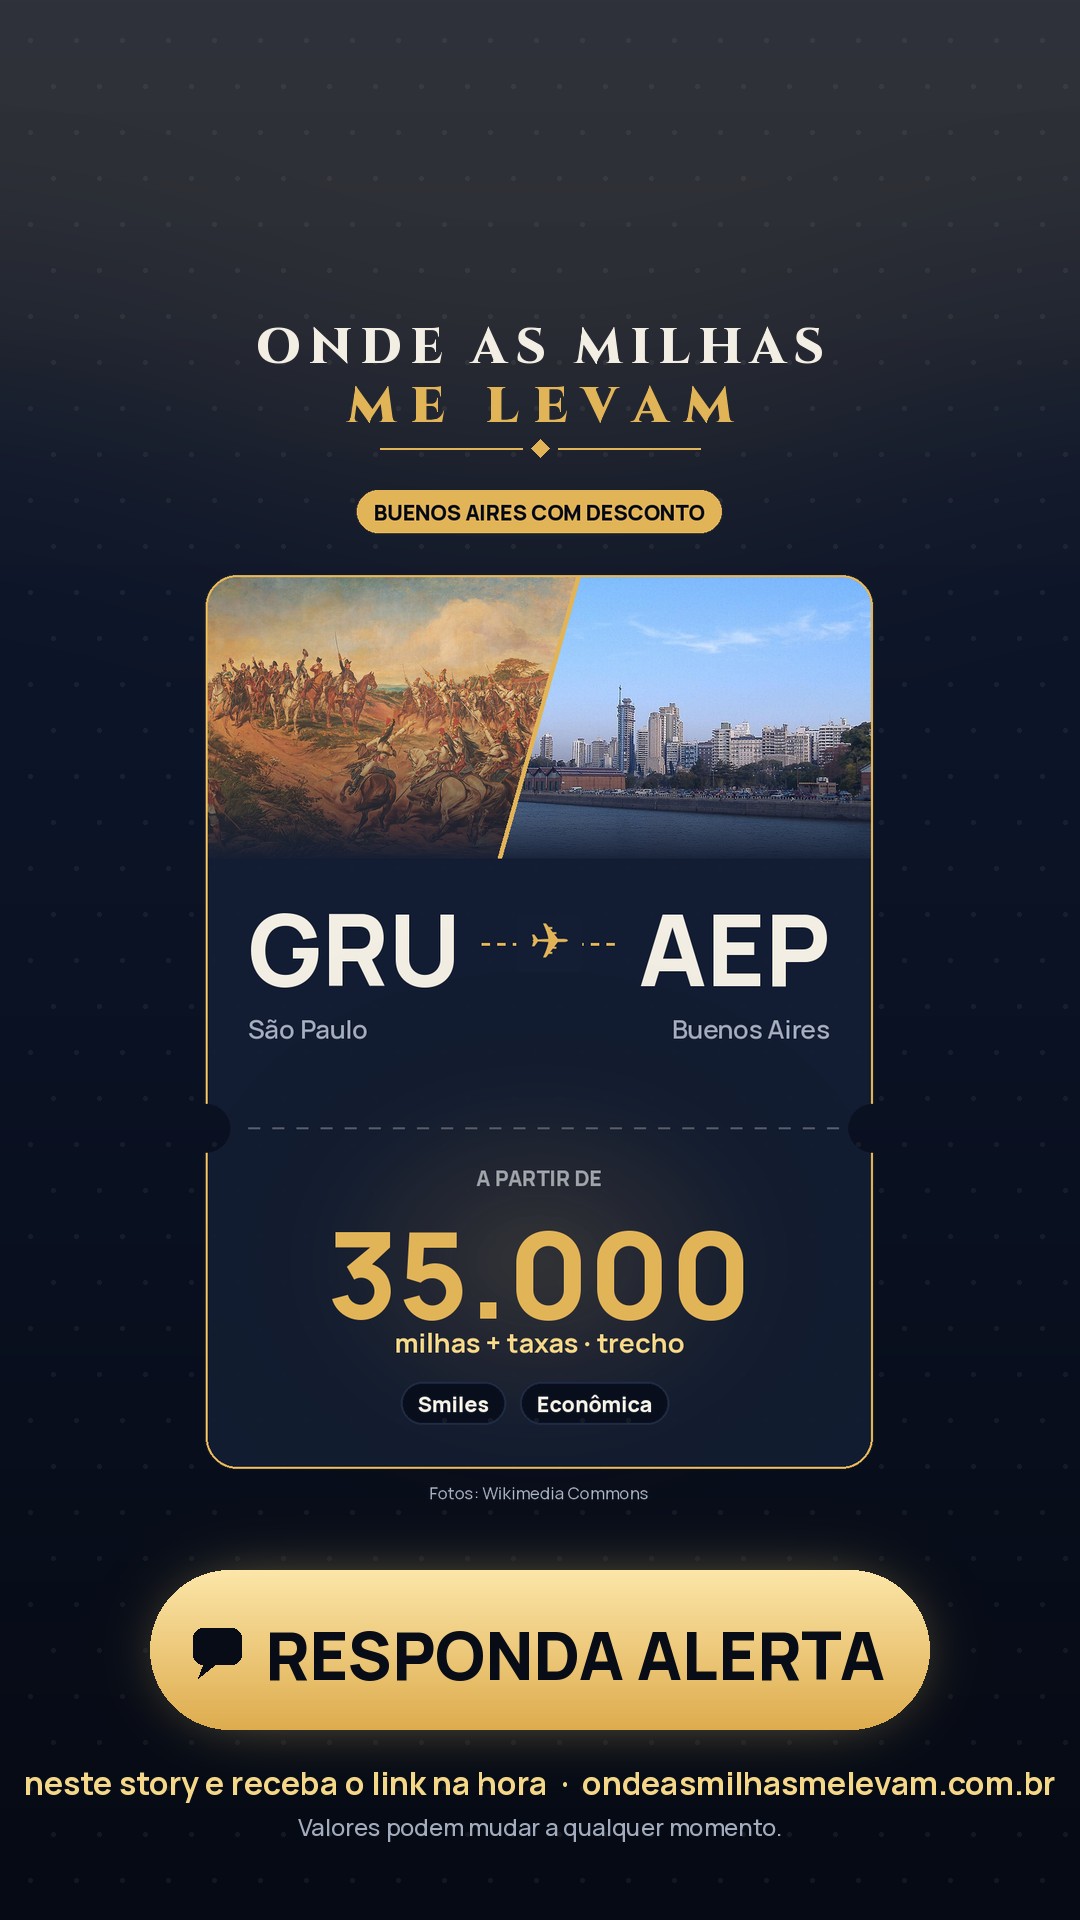 ONDE AS MILHAS
ME LEVAM
BUENOS AIRES COM DESCONTO
GRU AEP
São Paulo Buenos Aires
A PARTIR DE
35.000
milhas + taxas · trecho
Smiles Econômica
Fotos: Wikimedia Commons
RESPONDA ALERTA
neste story e receba o link na hora · ondeasmilhasmelevam.com.br
Valores podem mudar a qualquer momento.